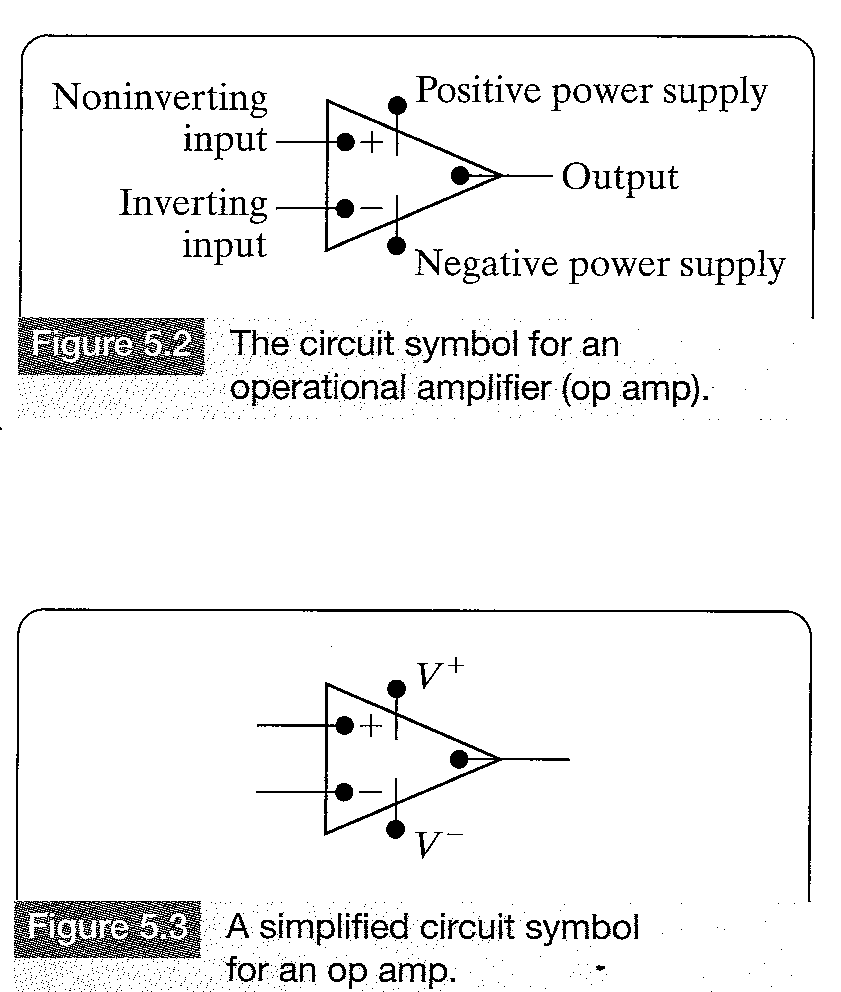 Noninverting
input
+
Positive power supply
Output
Inverting
input
−
Negative power supply
Figure 5.2 The circuit symbol for an
operational amplifier (op amp).
V+
+
−
V−
Figure 5.3 A simplified circuit symbol
for an op amp.